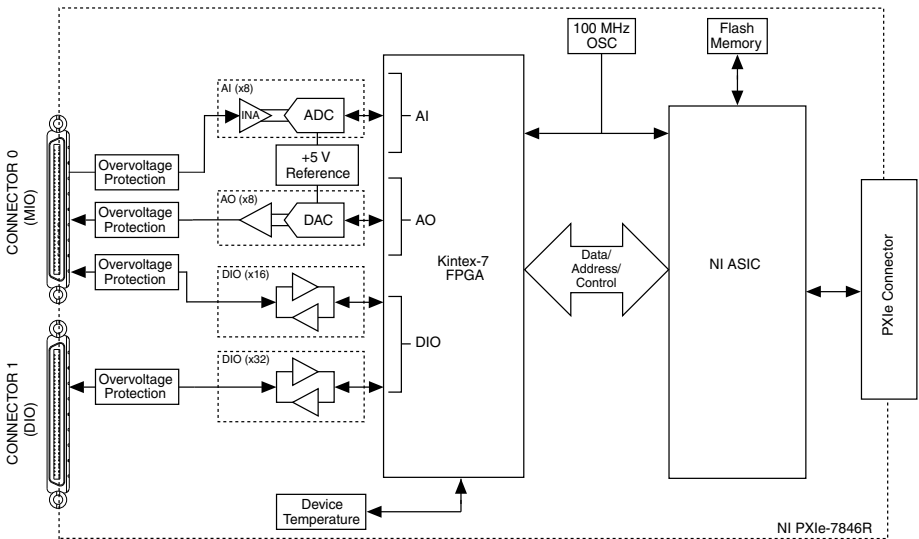 100 MHz
OSC
Flash
Memory
AI (x8)
INA
ADC
AI
+5 V
Reference
Overvoltage
Protection
CONNECTOR 0
(MIO)
AO (x8)
DAC
AO
Overvoltage
Protection
Kintex-7
FPGA
Data/
Address/
Control
NI ASIC
PXIe Connector
Overvoltage
Protection
DIO (x16)
DIO
CONNECTOR 1
(DIO)
DIO (x32)
Overvoltage
Protection
Device
Temperature
NI PXIe-7846R